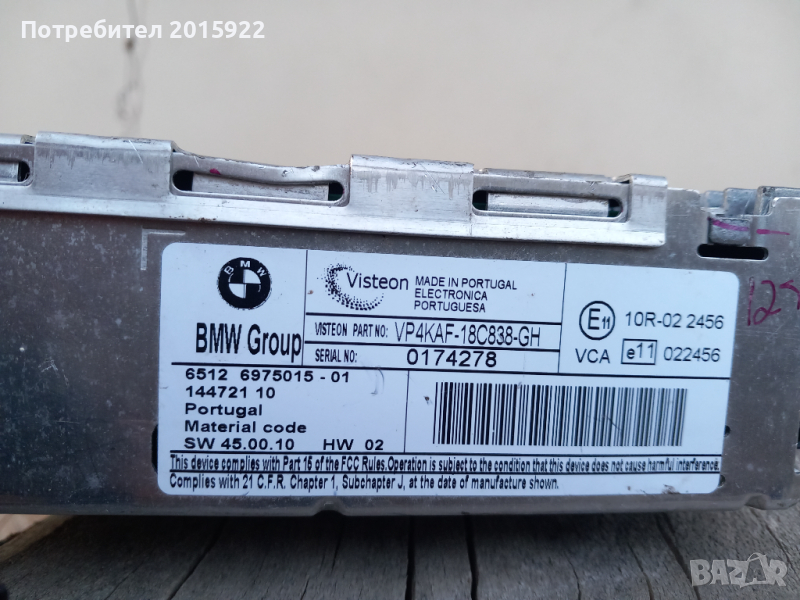 Потребител 2015922
BMW
BMW Group
Visteon
MADE IN PORTUGAL
ELECTRONICA
PORTUGUESA
VISTEON PART NO: VP4KAF-18C838-GH
SERIAL NO: 0174278
E11 10R-02 2456
VCA e11 022456
6512 6975015-01
144721 10
Portugal
Material code
SW 45.00.10 HW 02
This device complies with Part 15 of the FCC Rules.Operation is subject to the condition that this device does not cause harmful interference.
Complies with 21 C.F.R. Chapter 1, Subchapter J, at the date of manufacture shown.
BAZAR